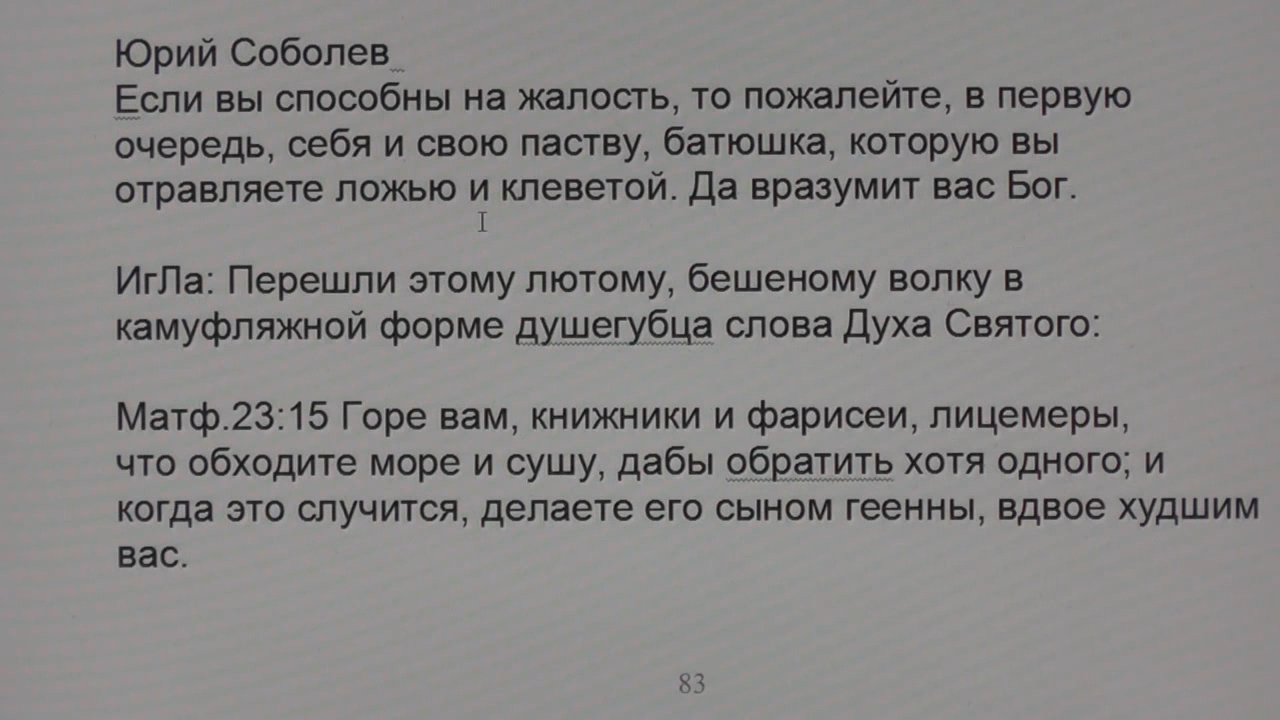 Юрий Соболев
Если вы способны на жалость, то пожалейте, в первую
очередь, себя и свою паству, батюшка, которую вы
отравляете ложью и клеветой. Да вразумит вас Бог.
ИгЛа: Перешли этому лютому, бешеному волку в
камуфляжной форме душегубца слова Духа Святого:
Матф.23:15 Горе вам, книжники и фарисеи, лицемеры,
что обходите море и сушу, дабы обратить хотя одного; и
когда это случится, делаете его сыном геенны, вдвое худшим
вас.
83